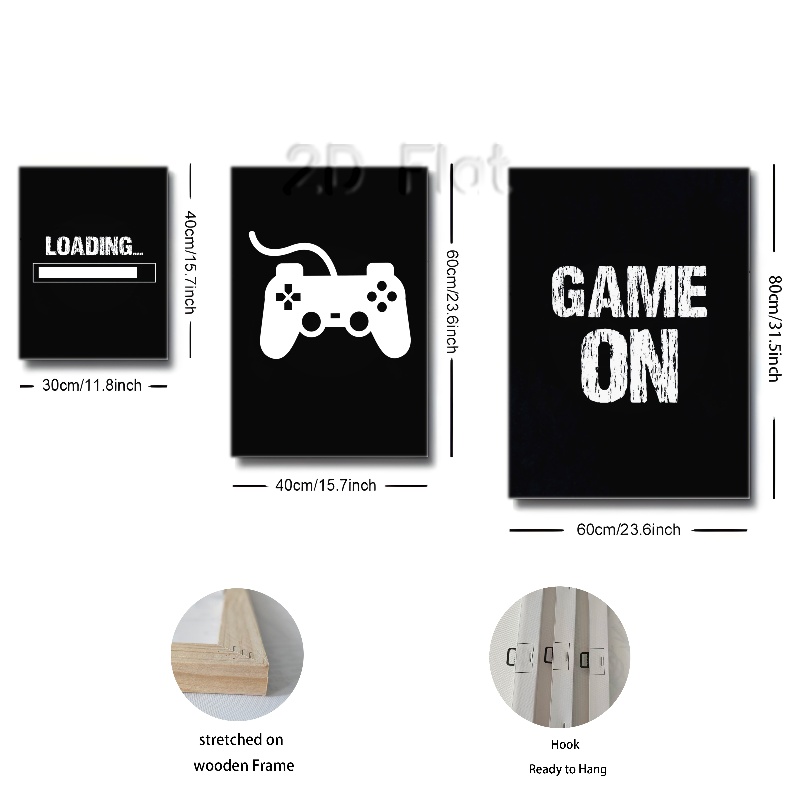 2D Flat
LOADING....
40cm/15.7inch
30cm/11.8inch
60cm/23.6inch
40cm/15.7inch
GAME
ON
80cm/31.5inch
60cm/23.6inch
stretched on
wooden Frame
Hook
Ready to Hang